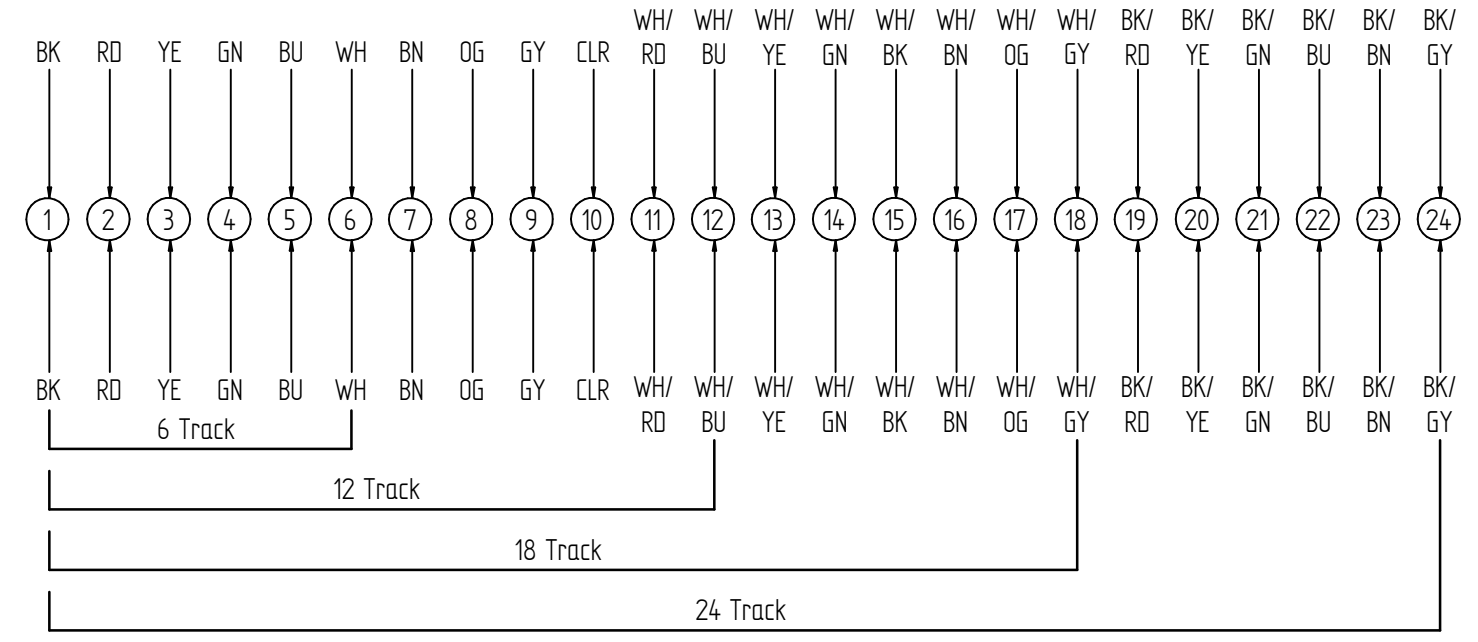 WH/ WH/ WH/ WH/ WH/ WH/ WH/ WH/ BK/ BK/ BK/ BK/ BK/ BK/
BK RD YE GN BU WH BN OG GY CLR RD BU YE GN BK BN OG GY RD YE GN BU BN GY
1 2 3 4 5 6 7 8 9 10 11 12 13 14 15 16 17 18 19 20 21 22 23 24
BK RD YE GN BU WH BN OG GY CLR WH/ WH/ WH/ WH/ WH/ WH/ WH/ WH/ BK/ BK/ BK/ BK/ BK/ BK/
RD BU YE GN BK BN OG GY RD YE GN BU BN GY
6 Track
12 Track
18 Track
24 Track